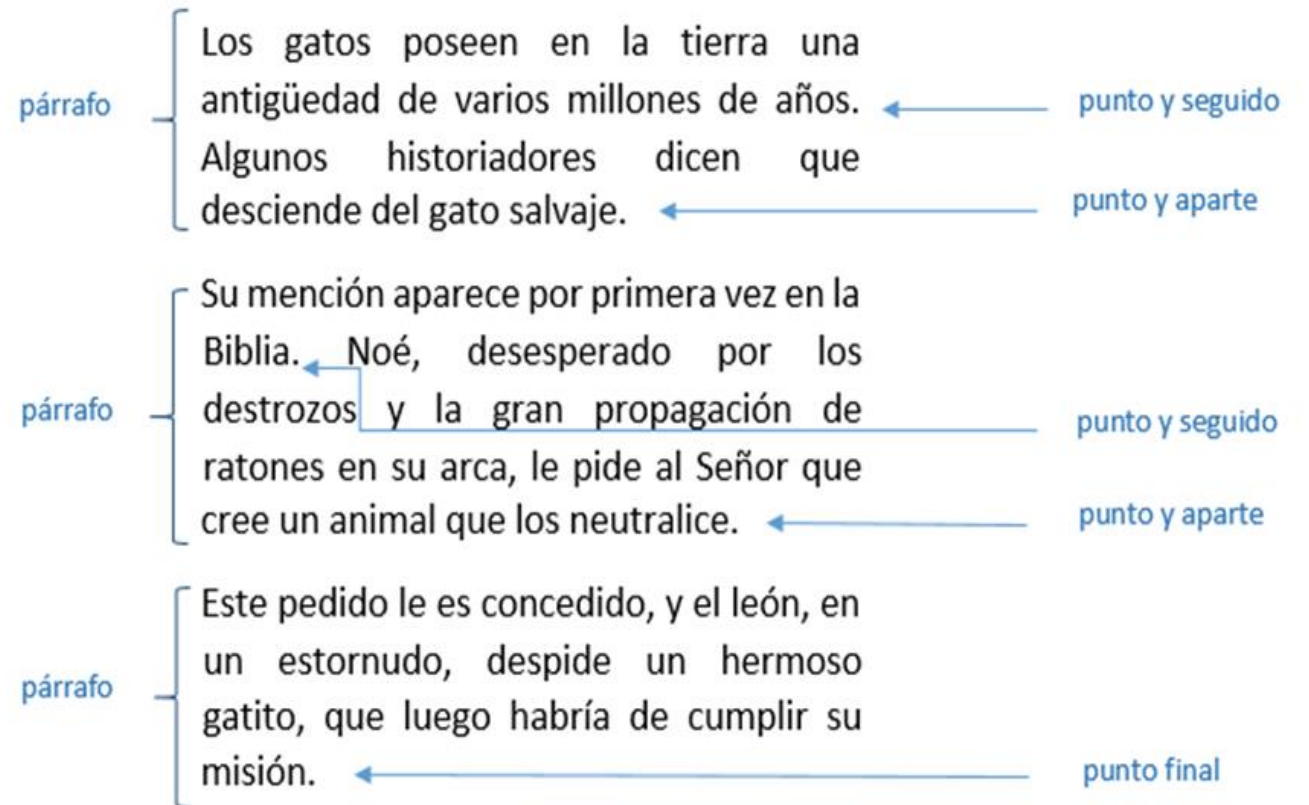 Los gatos poseen en la tierra una
párrafo
antigüedad de varios millones de años.
punto y seguido
Algunos historiadores dicen que
desciende del gato salvaje.
punto y aparte
Su mención aparece por primera vez en la
Biblia. Noé, desesperado por los
párrafo
destrozos y la gran propagación de
punto y seguido
ratones en su arca, le pide al Señor que
cree un animal que los neutralice.
punto y aparte
Este pedido le es concedido, y el león, en
un estornudo, despide un hermoso
párrafo
gatito, que luego habría de cumplir su
misión.
punto final